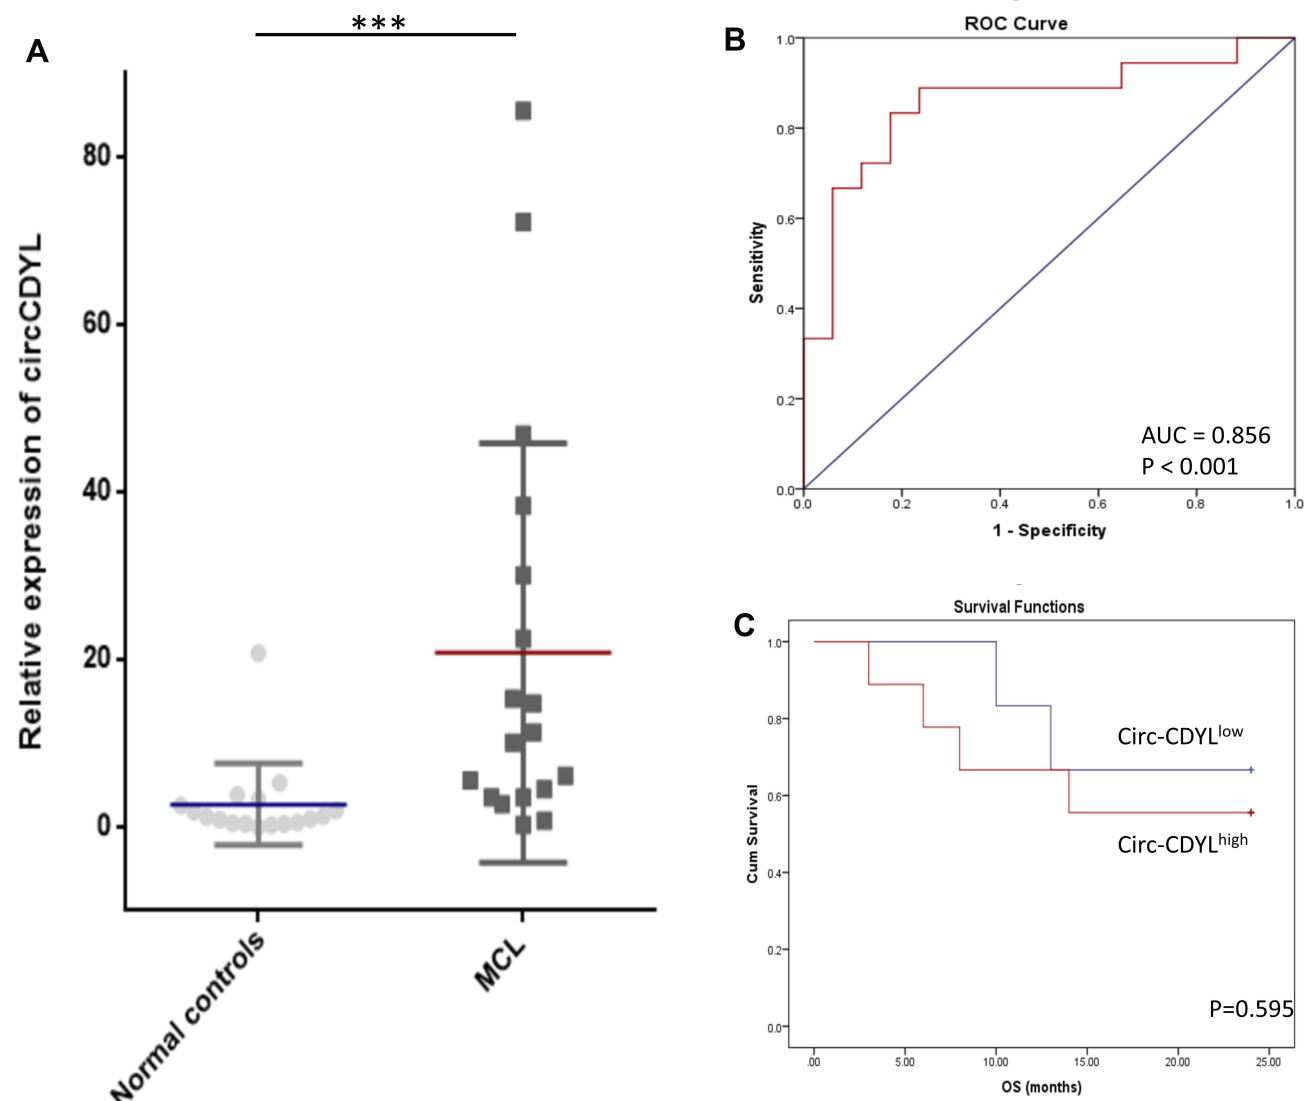 A
***
Relative expression of circCDYL
80
60
40
20
0
Normal controls
MCL
B
ROC Curve
Sensitivity
1.0
0.8
0.6
0.4
0.2
0.0
0.0 0.2 0.4 0.6 0.8 1.0
1 - Specificity
AUC = 0.856
P < 0.001
C
Survival Functions
Cum Survival
1.0
0.8
0.6
0.4
0.2
0.0
.00 5.00 10.00 15.00 20.00 25.00
OS (months)
Circ-CDYLlow
Circ-CDYLhigh
P=0.595